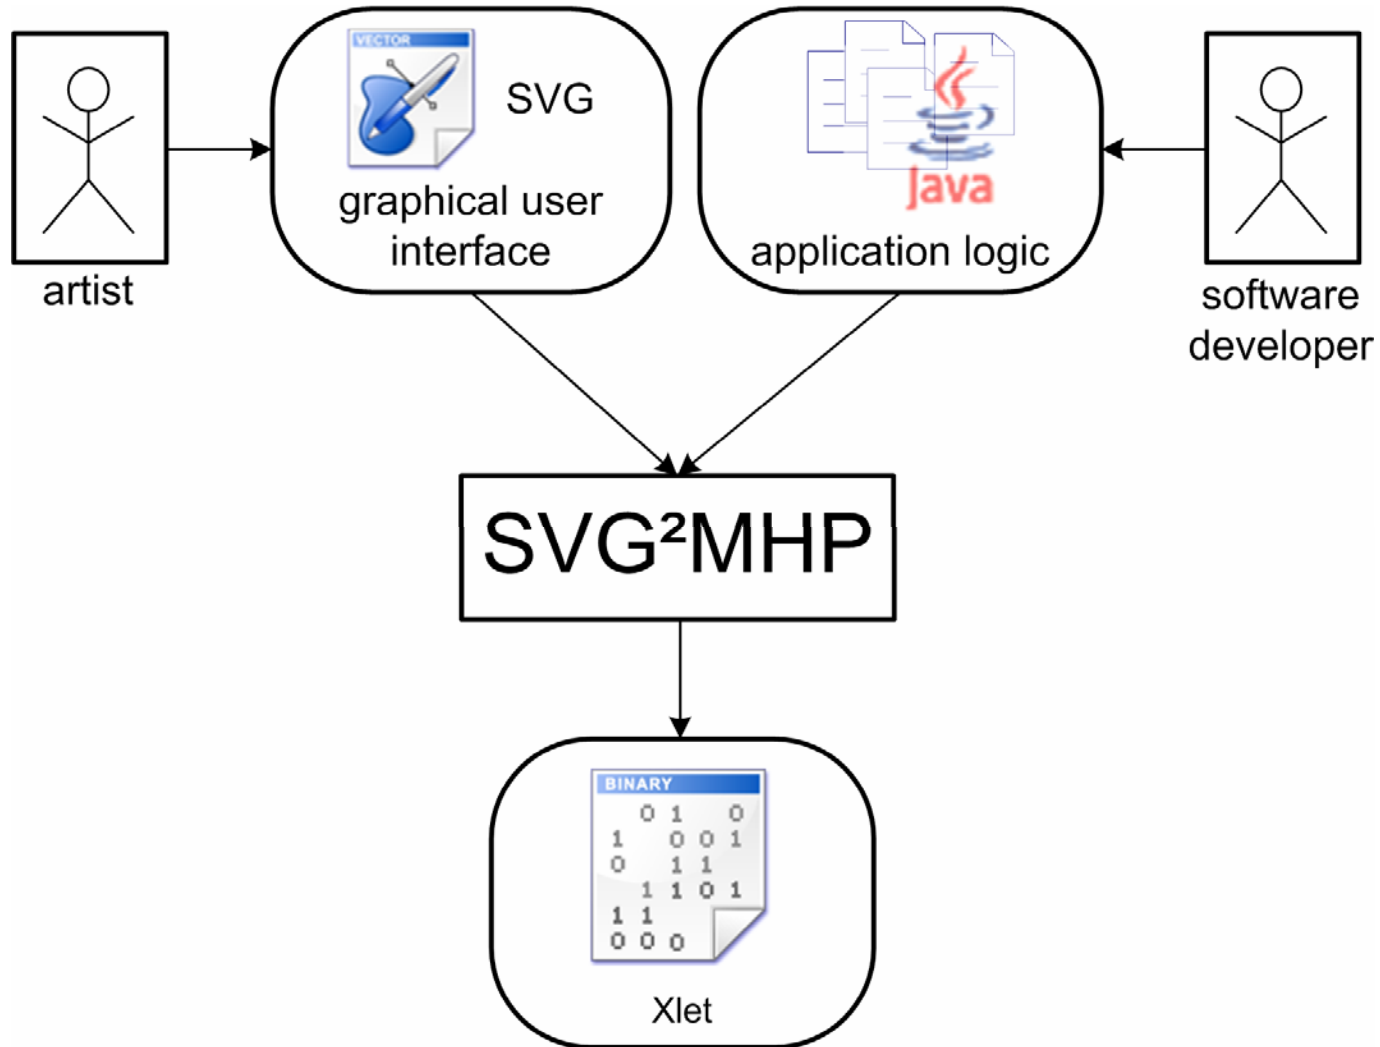 VECTOR
SVG
graphical user
interface
artist
Java
application logic
software
developer
SVG²MHP
BINARY
0 1 0
1 0 0 1
0 1 1
1 1 0 1
1 1
0 0 0
Xlet